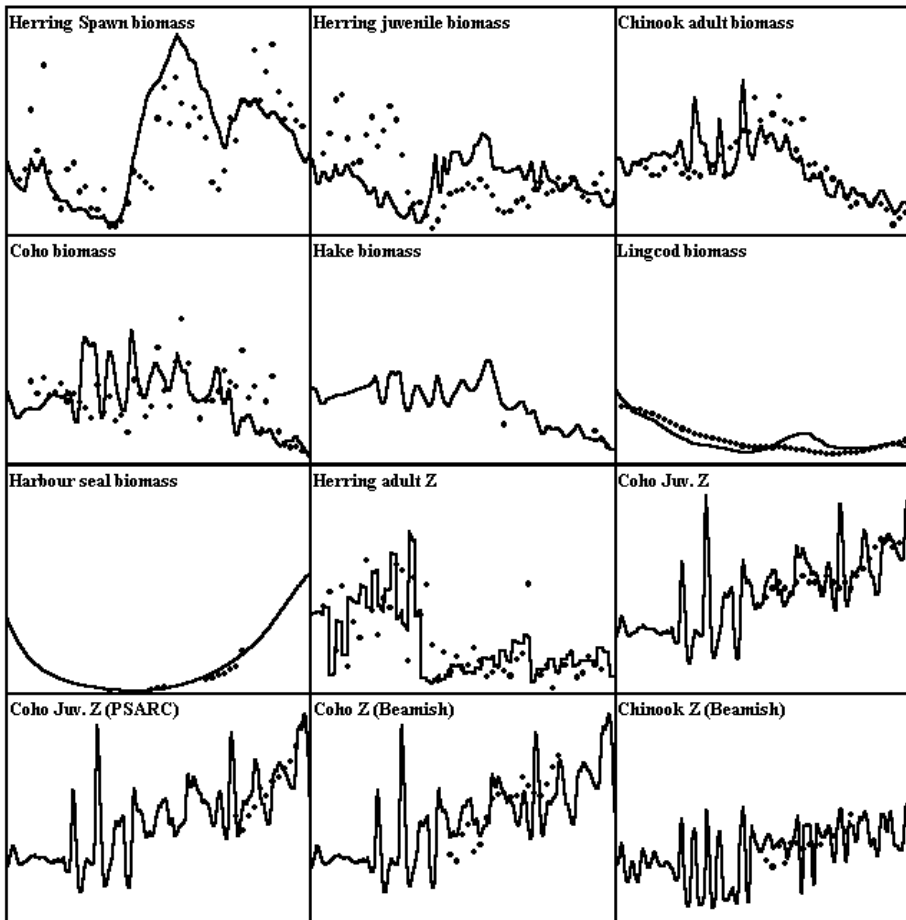 Herring Spawn biomass
Herring juvenile biomass
Chinook adult biomass
Coho biomass
Hake biomass
Lingcod biomass
Harbour seal biomass
Herring adult Z
Coho Juv. Z
Coho Juv. Z (PSARC)
Coho Z (Beamish)
Chinook Z (Beamish)